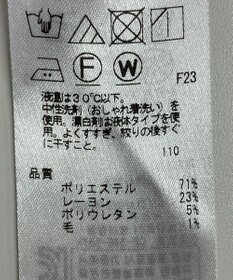 F
W
F23
液温は30℃以下。
中性洗剤(おしゃれ着洗い)を
使用。漂白剤は液体タイプを使
用。よくすすぎ、絞りの後すぐ
に干すこと。
110
品質
ポリエステル 71%
レーヨン 23%
ポリウレタン 5%
毛 1%